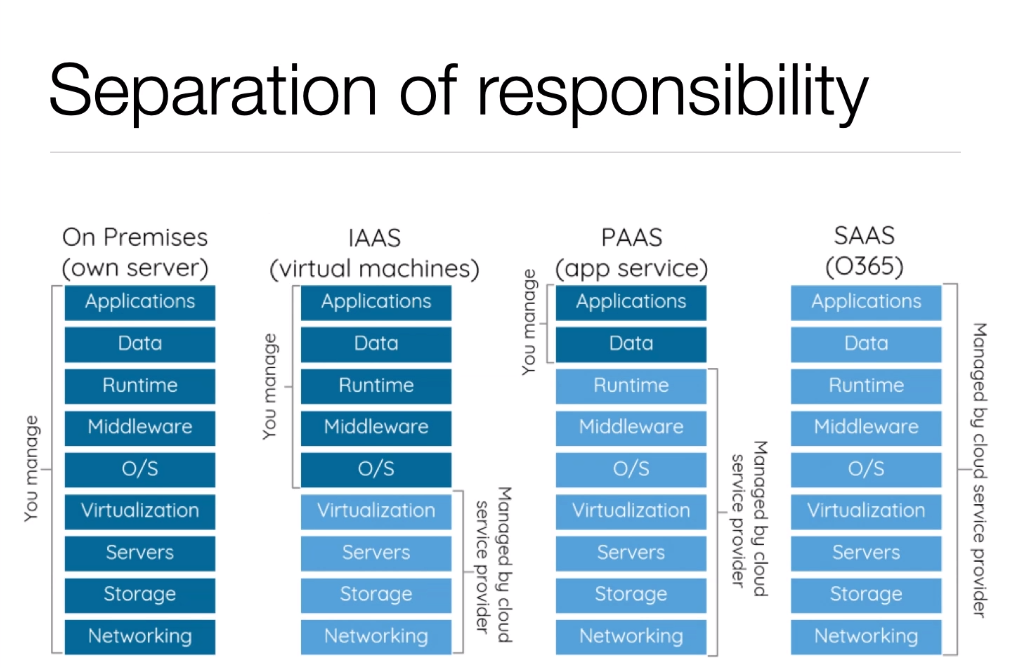 Separation of responsibility
On Premises
(own server)
You manage
Applications
Data
Runtime
Middleware
O/S
Virtualization
Servers
Storage
Networking
IAAS
(virtual machines)
You manage
Applications
Data
Runtime
Middleware
O/S
Virtualization
Servers
Storage
Networking
Managed by cloud
service provider
PAAS
(app service)
You manage
Applications
Data
Runtime
Middleware
O/S
Virtualization
Servers
Storage
Networking
Managed by cloud
service provider
SAAS
(O365)
Applications
Data
Runtime
Middleware
O/S
Virtualization
Servers
Storage
Networking
Managed by cloud service provider